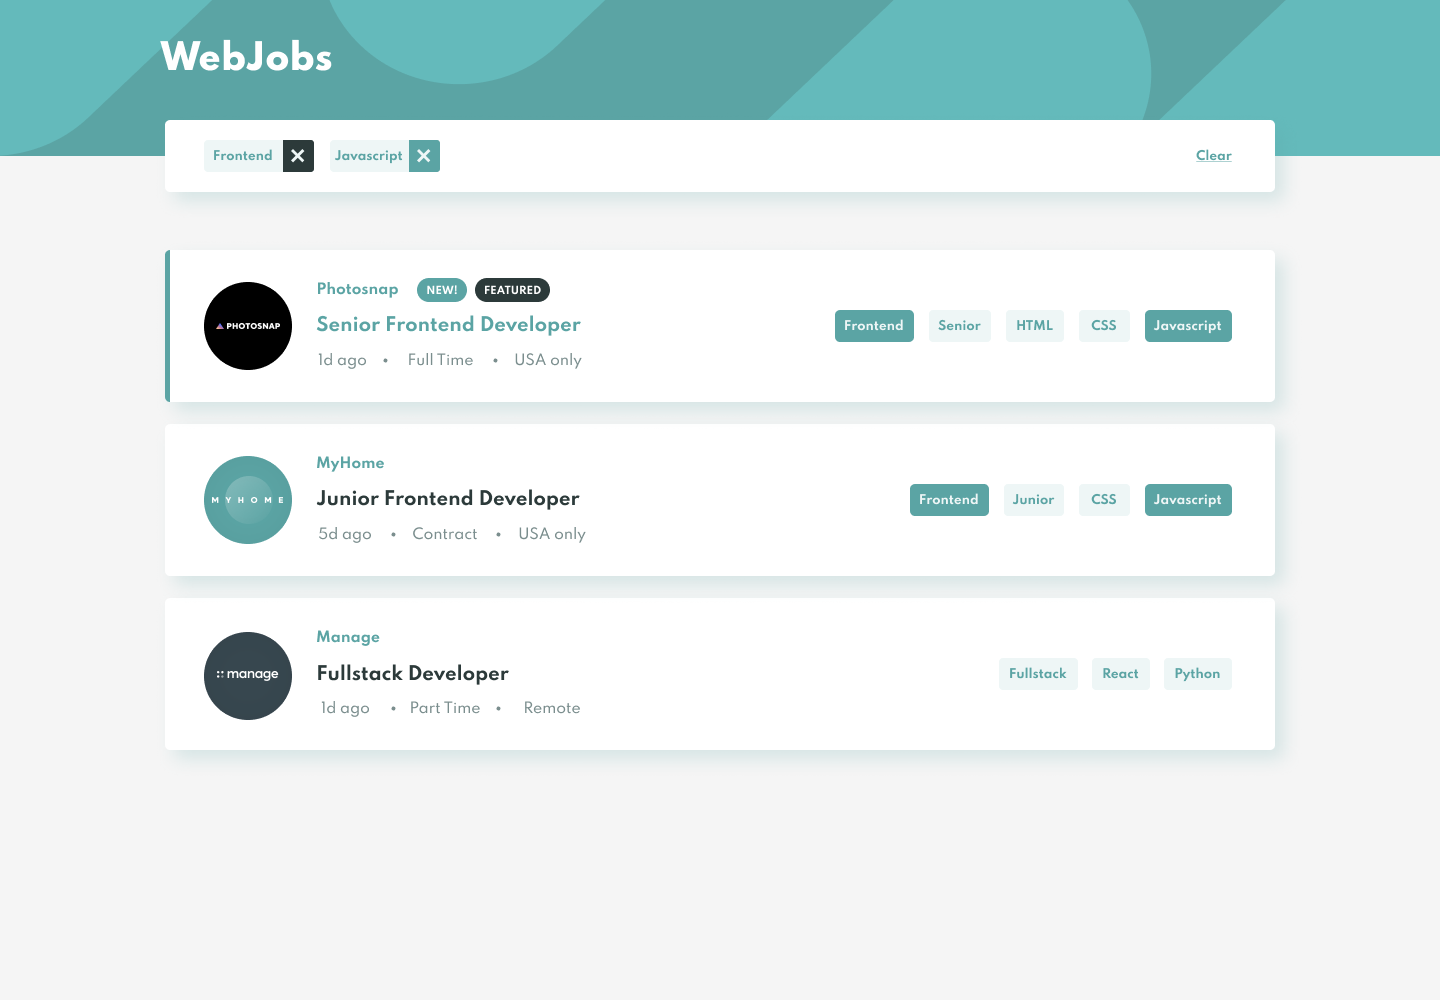 WebJobs
Frontend Javascript Clear
Photosnap NEW! FEATURED
PHOTOSNAP
Senior Frontend Developer
1d ago • Full Time • USA only
Frontend Senior HTML CSS Javascript
MyHome
MYHOME
Junior Frontend Developer
5d ago • Contract • USA only
Frontend Junior CSS Javascript
Manage
manage
Fullstack Developer
1d ago • Part Time • Remote
Fullstack React Python